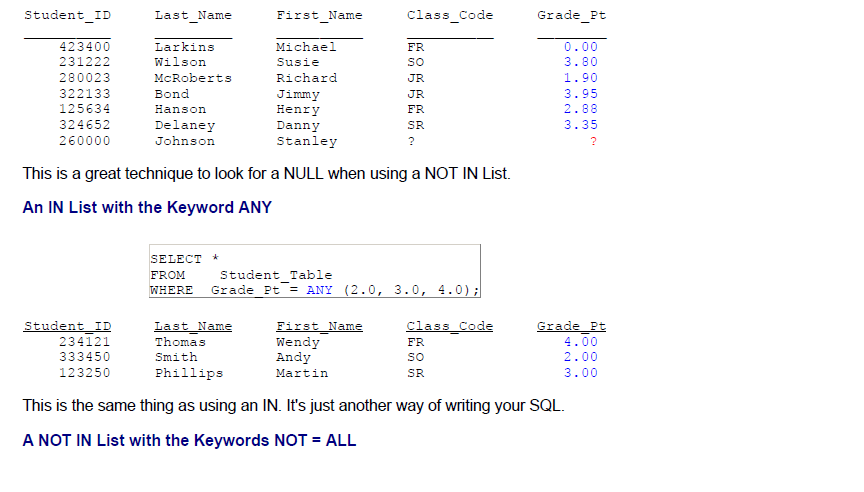 Student_ID Last_Name First_Name Class_Code Grade_Pt
423400 Larkins Michael FR 0.00
231222 Wilson Susie SO 3.80
280023 McRoberts Richard JR 1.90
322133 Bond Jimmy JR 3.95
125634 Hanson Henry FR 2.88
324652 Delaney Danny SR 3.35
260000 Johnson Stanley ? ?
This is a great technique to look for a NULL when using a NOT IN List.
An IN List with the Keyword ANY
SELECT *
FROM Student_Table
WHERE Grade_Pt = ANY (2.0, 3.0, 4.0);
Student_ID Last_Name First_Name Class_Code Grade_Pt
234121 Thomas Wendy FR 4.00
333450 Smith Andy SO 2.00
123250 Phillips Martin SR 3.00
This is the same thing as using an IN. It's just another way of writing your SQL.
A NOT IN List with the Keywords NOT = ALL